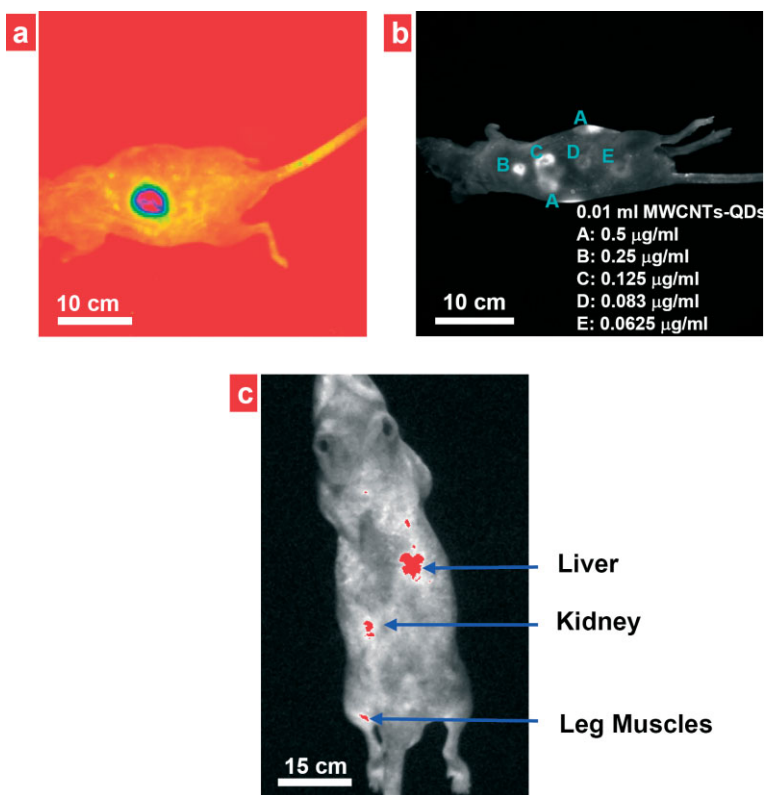 a
10 cm
b
A
B
C
D
E
A
0.01 ml MWCNTs-QDs
A: 0.5 μg/ml
B: 0.25 μg/ml
C: 0.125 μg/ml
D: 0.083 μg/ml
E: 0.0625 μg/ml
10 cm
c
Liver
Kidney
Leg Muscles
15 cm